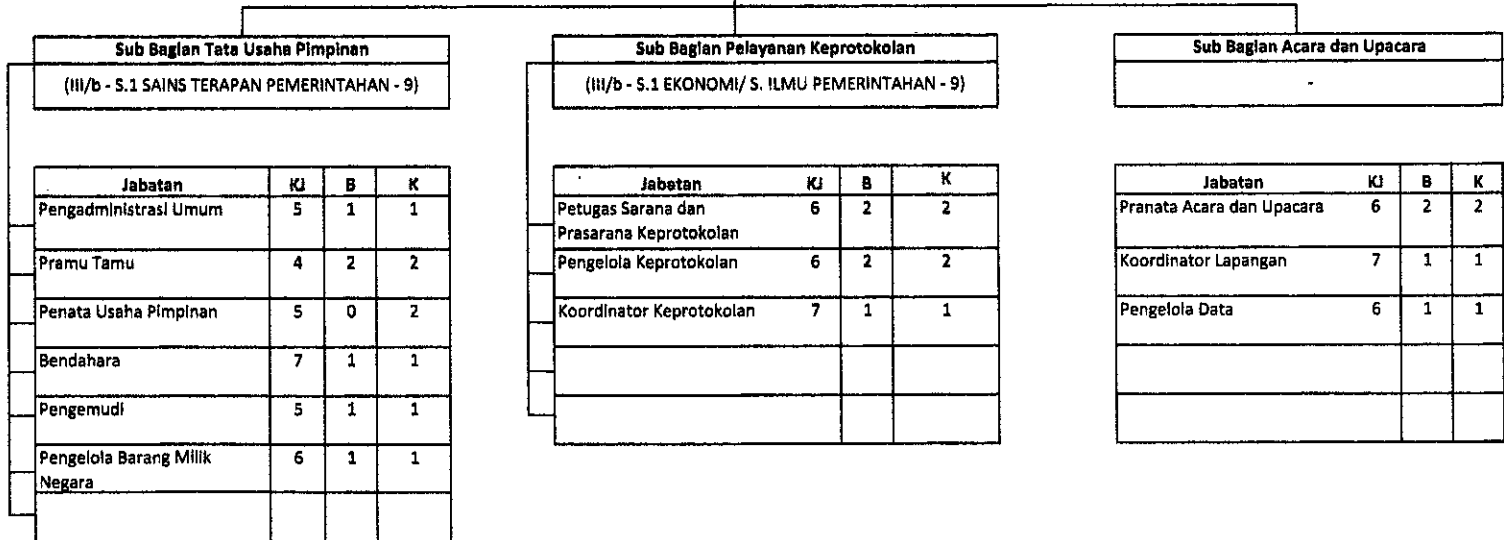 Sub Bagian Tata Usaha Pimpinan
(III/b - S.1 SAINS TERAPAN PEMERINTAHAN - 9)
Jabatan KJ B K
Pengadministrasi Umum 5 1 1
Pramu Tamu 4 2 2
Penata Usaha Pimpinan 5 0 2
Bendahara 7 1 1
Pengemudi 5 1 1
Pengelola Barang Milik 6 1 1
Negara
Sub Bagian Pelayanan Keprotokolan
(III/b - S.1 EKONOMI/ S. ILMU PEMERINTAHAN - 9)
Jabatan KJ B K
Petugas Sarana dan 6 2 2
Prasarana Keprotokolan
Pengelola Keprotokolan 6 2 2
Koordinator Keprotokolan 7 1 1
Sub Bagian Acara dan Upacara
-
Jabatan KJ B K
Pranata Acara dan Upacara 6 2 2
Koordinator Lapangan 7 1 1
Pengelola Data 6 1 1